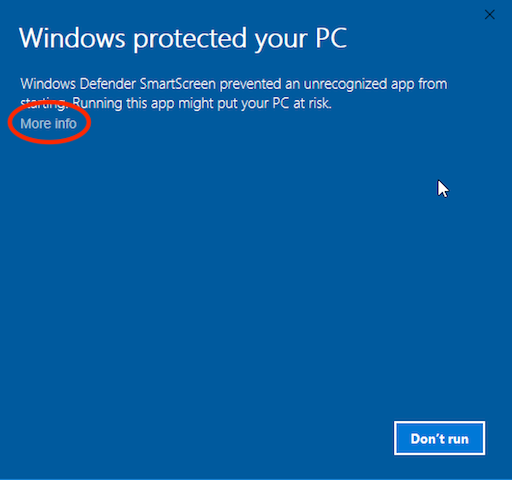 Windows protected your PC
Windows Defender SmartScreen prevented an unrecognized app from
starting. Running this app might put your PC at risk.
More info
Don't run